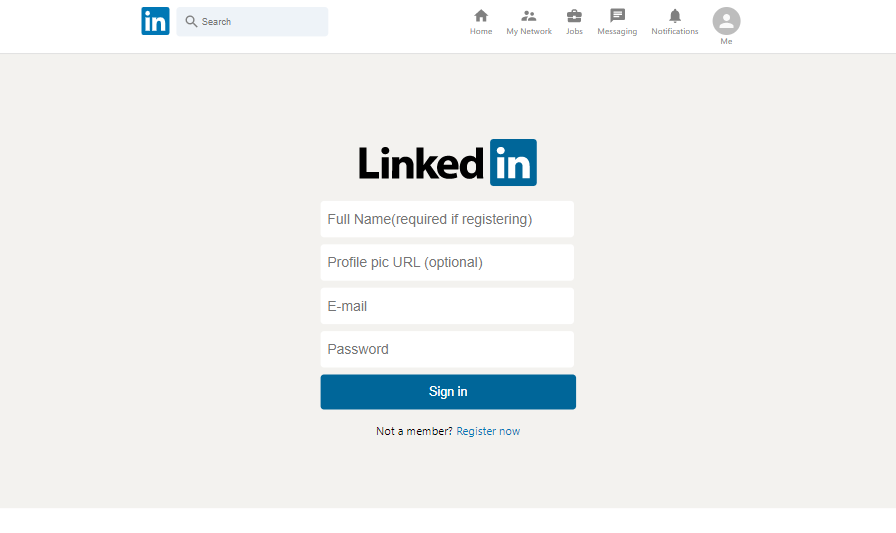 in Search
Home My Network Jobs Messaging Notifications Me
Linked in
Full Name(required if registering)
Profile pic URL (optional)
E-mail
Password
Sign in
Not a member? Register now